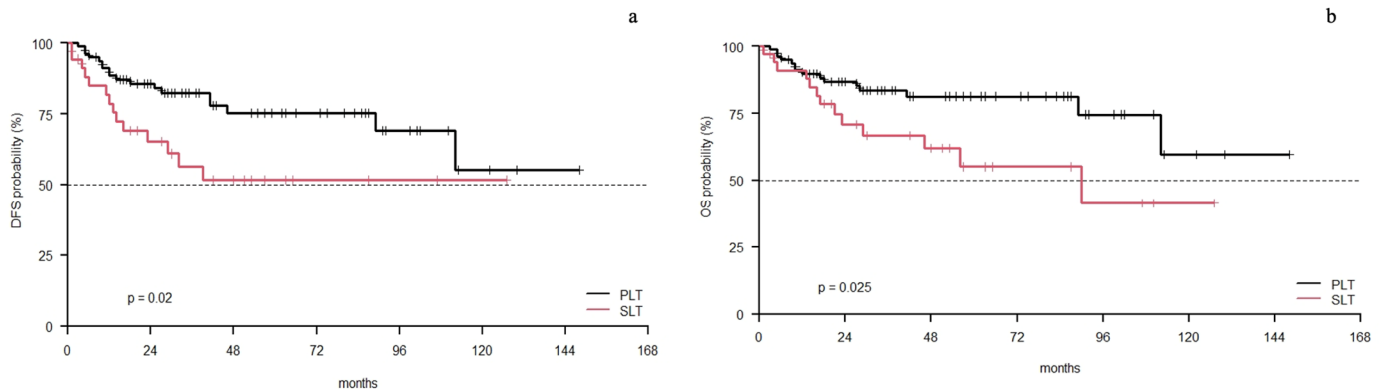 a
DFS probability (%)
100
75
50
25
0
p = 0.02
PLT
SLT
0 24 48 72 96 120 144 168
months
b
OS probability (%)
100
75
50
25
0
p = 0.025
PLT
SLT
0 24 48 72 96 120 144 168
months